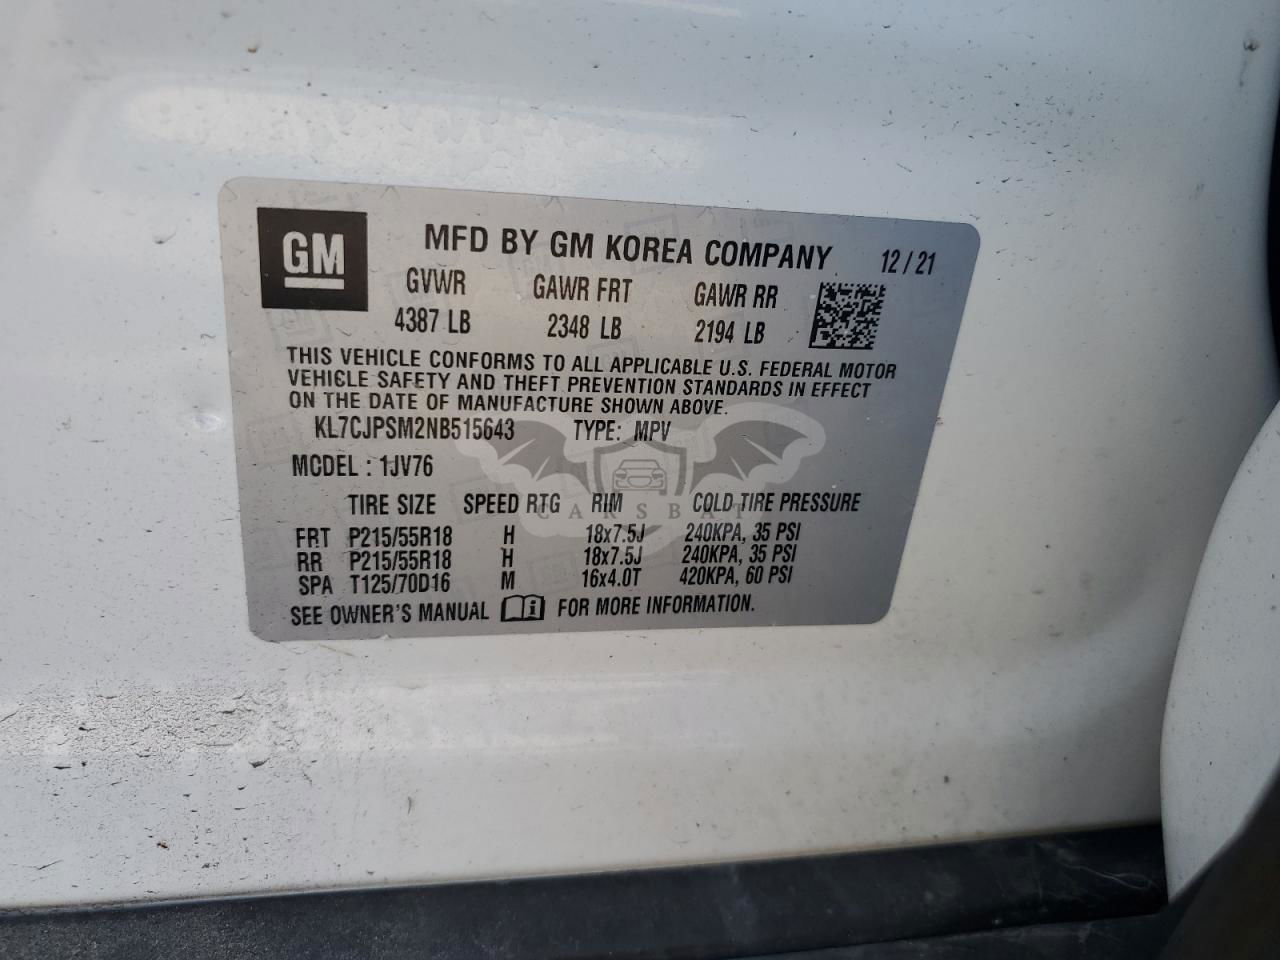 GM
MFD BY GM KOREA COMPANY 12/21
GVWR GAWR FRT GAWR RR
4387 LB 2348 LB 2194 LB
THIS VEHICLE CONFORMS TO ALL APPLICABLE U.S. FEDERAL MOTOR
VEHICLE SAFETY AND THEFT PREVENTION STANDARDS IN EFFECT
ON THE DATE OF MANUFACTURE SHOWN ABOVE.
KL7CJPSM2NB515643 TYPE: MPV
MODEL: 1JV76
TIRE SIZE SPEED RTG RIM COLD TIRE PRESSURE
CARSBAT
FRT P215/55R18 H 18x7.5J 240KPA, 35 PSI
RR P215/55R18 H 18x7.5J 240KPA, 35 PSI
SPA T125/70D16 M 16x4.0T 420KPA, 60 PSI
SEE OWNER'S MANUAL i FOR MORE INFORMATION.